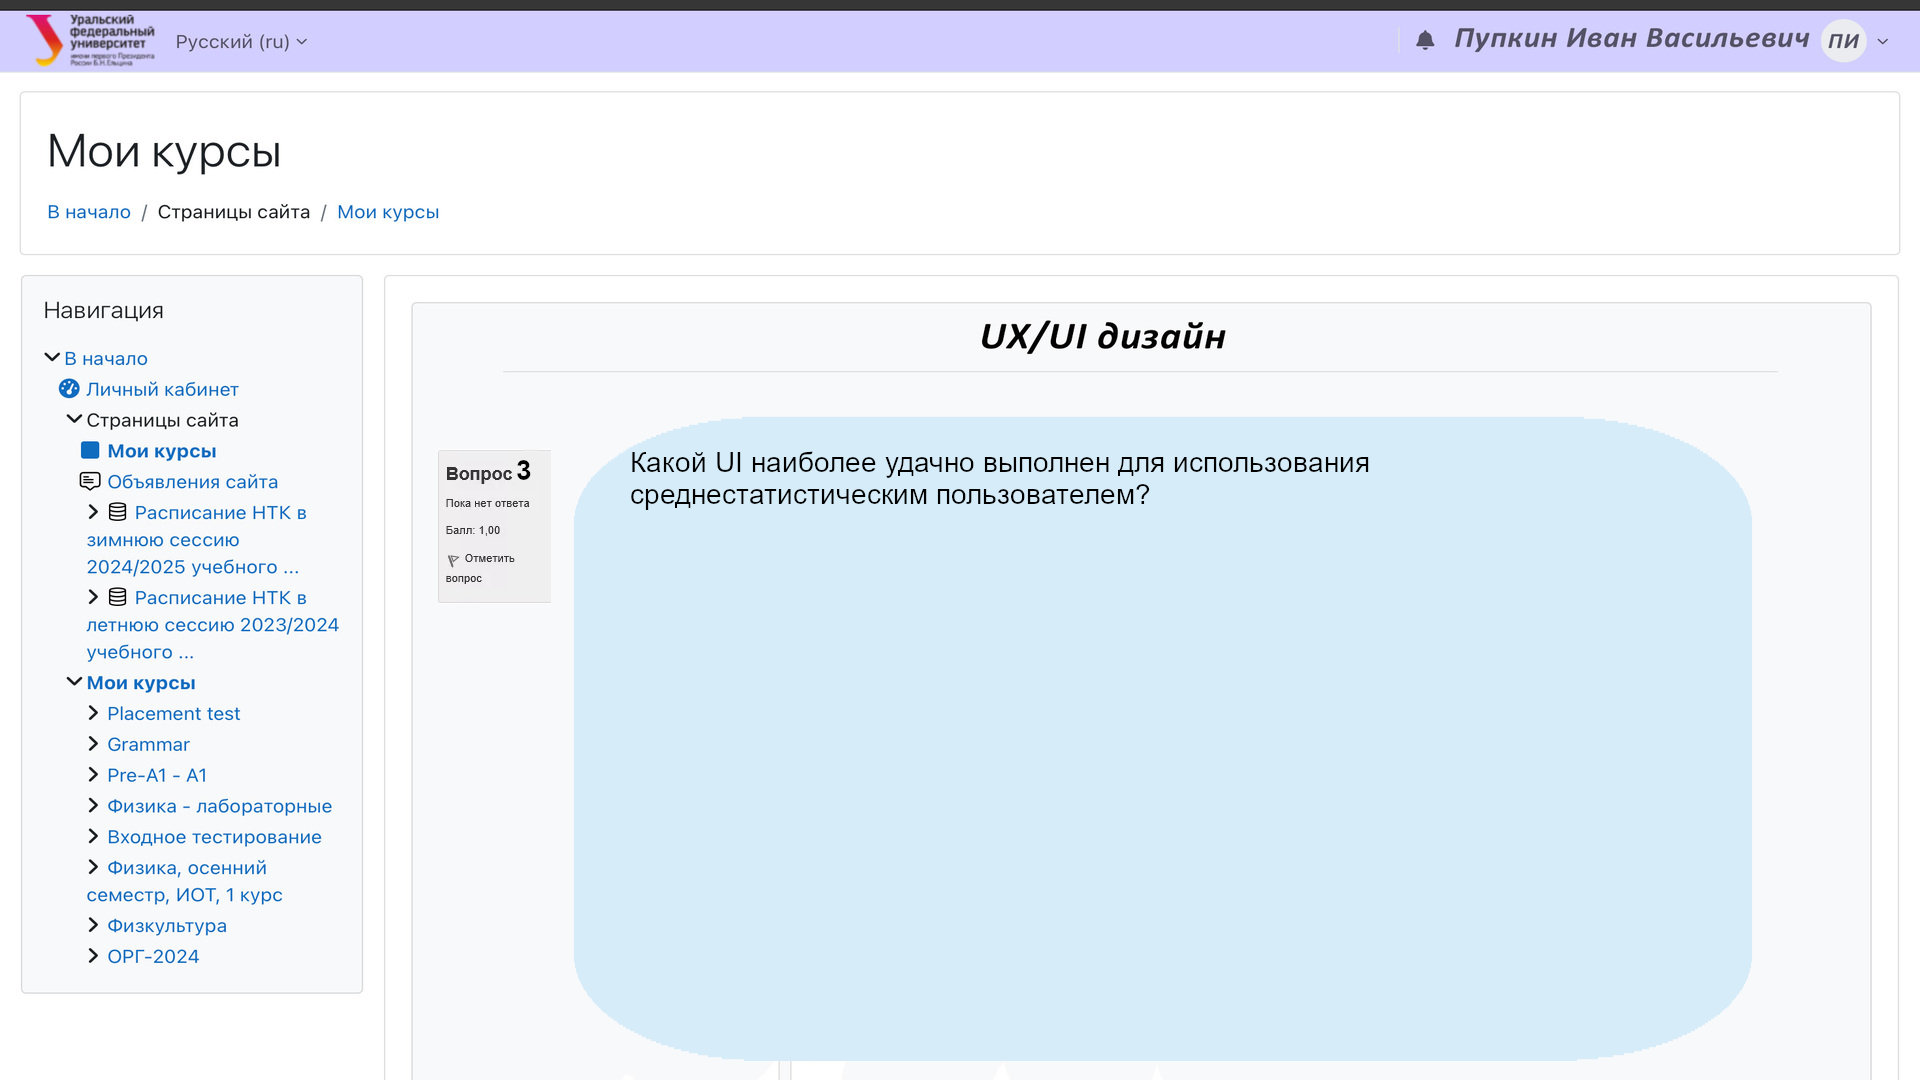 Уральский
федеральный
университет
имени первого Президента
России Б.Н.Ельцина
Русский (ru)
Пупкин Иван Васильевич
ПИ
Мои курсы
В начало / Страницы сайта / Мои курсы
Навигация
В начало
Личный кабинет
Страницы сайта
Мои курсы
Объявления сайта
Расписание НТК в
зимнюю сессию
2024/2025 учебного ...
Расписание НТК в
летнюю сессию 2023/2024
учебного ...
Мои курсы
Placement test
Grammar
Pre-A1 - A1
Физика - лабораторные
Входное тестирование
Физика, осенний
семестр, ИОТ, 1 курс
Физкультура
ОРГ-2024
UX/UI дизайн
Вопрос 3
Пока нет ответа
Балл: 1,00
Отметить
вопрос
Какой UI наиболее удачно выполнен для использования
среднестатистическим пользователем?